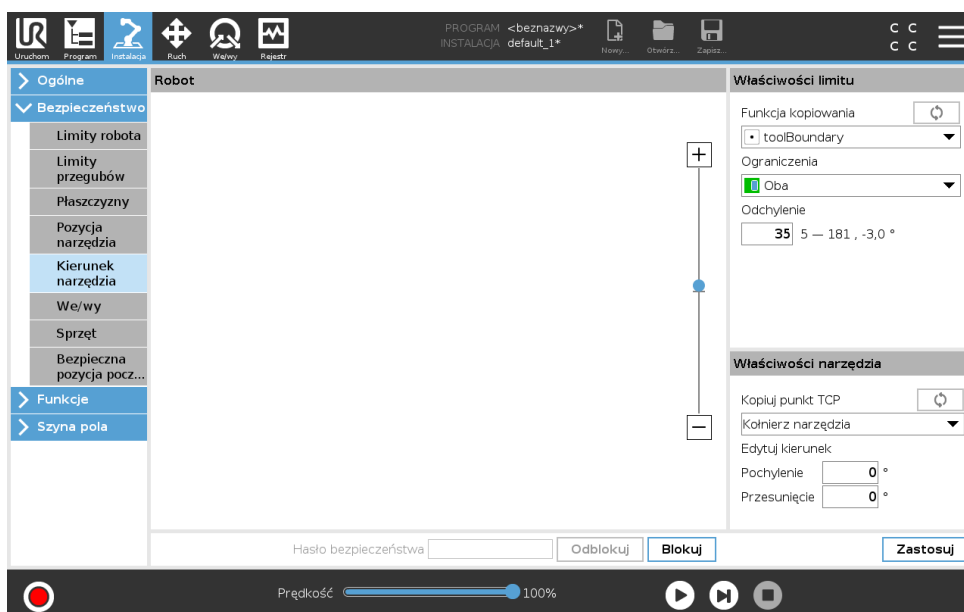 UR
PROGRAM <beznazwy>*
INSTALACJA default_1*
Uruchom Program Instalacja Ruch We/wy Rejestr
Nowy... Otwórz... Zapisz...
C C
C C
Ogólne
Bezpieczeństwo
Limity robota
Limity
przegubów
Płaszczyzny
Pozycja
narzędzia
Kierunek
narzędzia
We/wy
Sprzęt
Bezpieczna
pozycja pocz...
Funkcje
Szyna pola
Robot
Hasło bezpieczeństwa Odblokuj Blokuj
Właściwości limitu
Funkcja kopiowania
toolBoundary
Ograniczenia
Oba
Odchylenie
35 5 — 181 , -3,0 °
Właściwości narzędzia
Kopiuj punkt TCP
Kołnierz narzędzia
Edytuj kierunek
Pochylenie 0 °
Przesunięcie 0 °
Zastosuj
Prędkość 100%